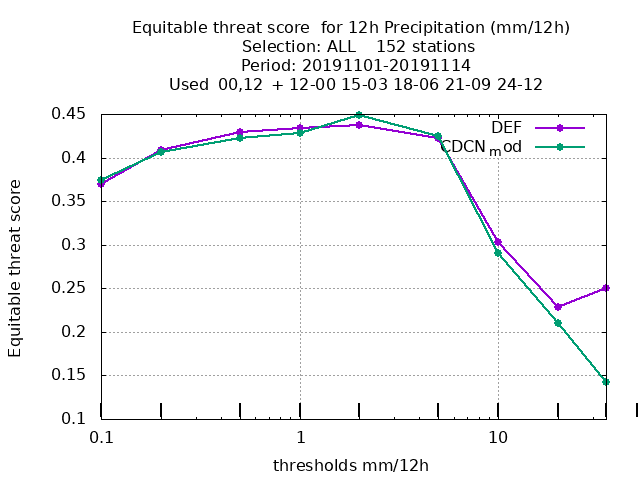 Equitable threat score  for 12h Precipitation (mm/12h)
Selection: ALL    152 stations
Period: 20191101-20191114
Used  00,12  + 12-00 15-03 18-06 21-09 24-12
DEF
CDCNmod
0.45
0.4
0.35
0.3
0.25
0.2
0.15
0.1
Equitable threat score
0.1 1 10
thresholds mm/12h